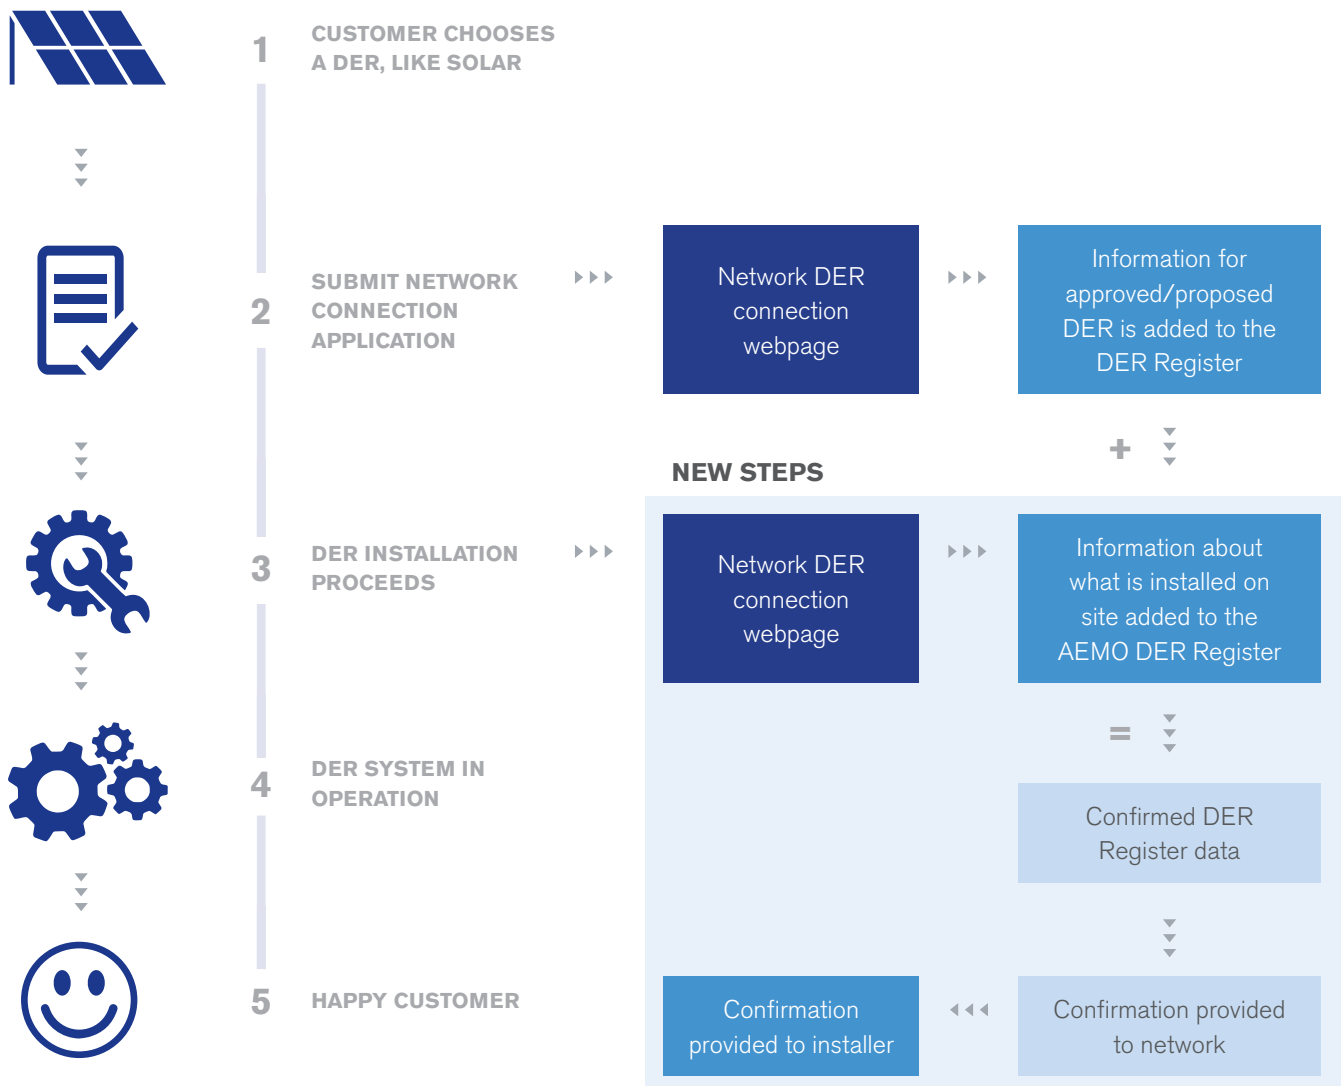 1
CUSTOMER CHOOSES
A DER, LIKE SOLAR
2
SUBMIT NETWORK
CONNECTION
APPLICATION
Network DER
connection
webpage
Information for
approved/proposed
DER is added to the
DER Register
+
NEW STEPS
3
DER INSTALLATION
PROCEEDS
Network DER
connection
webpage
Information about
what is installed on
site added to the
AEMO DER Register
=
4
DER SYSTEM IN
OPERATION
Confirmed DER
Register data
5
HAPPY CUSTOMER
Confirmation
provided to installer
Confirmation provided
to network